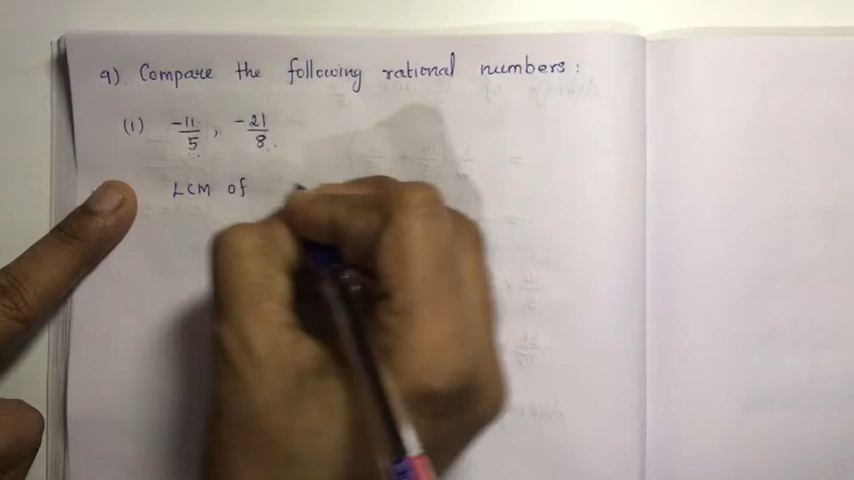 9). Compare the following rational numbers :
(1) -11/5 , -21/8
LCM of